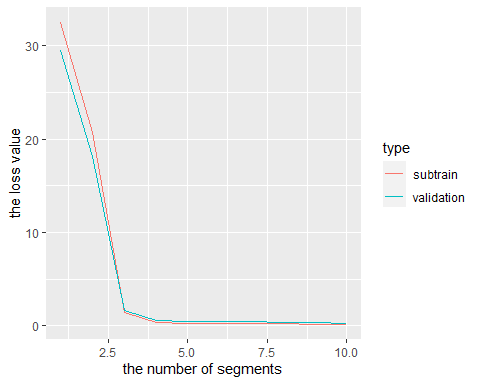 the loss value
30
20
10
0
2.5
5.0
7.5
10.0
the number of segments
type
subtrain
validation